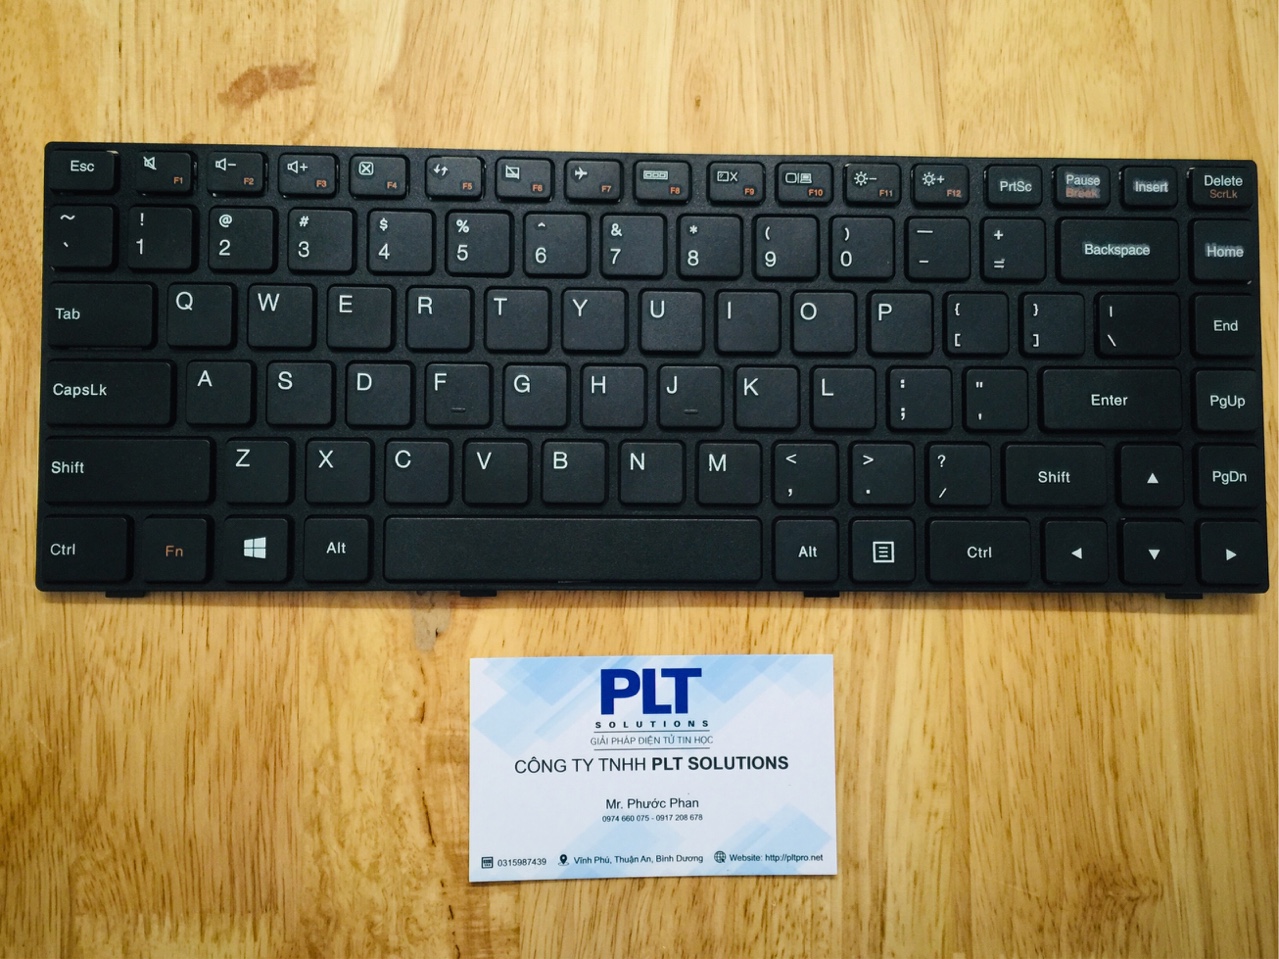 Esc F1 F2 F3 F4 F5 F6 F7 F8 F9 F10 F11 F12 PrtSc Pause Break Insert Delete ScrLk
~ ` ! 1 @ 2 # 3 $ 4 % 5 ^ 6 & 7 * 8 ( 9 ) 0 — - + = Backspace Home
Tab Q W E R T Y U I O P { [ } ] | \ End
CapsLk A S D F G H J K L : ; " ' Enter PgUp
Shift Z X C V B N M < , > . ? / Shift PgDn
Ctrl Fn Alt Alt Ctrl
PLT
SOLUTIONS
GIẢI PHÁP ĐIỆN TỬ TIN HỌC
CÔNG TY TNHH PLT SOLUTIONS
Mr. Phước Phan
0974 660 075 - 0917 208 678
0315987439 Vĩnh Phú, Thuận An, Bình Dương Website: http://pltpro.net